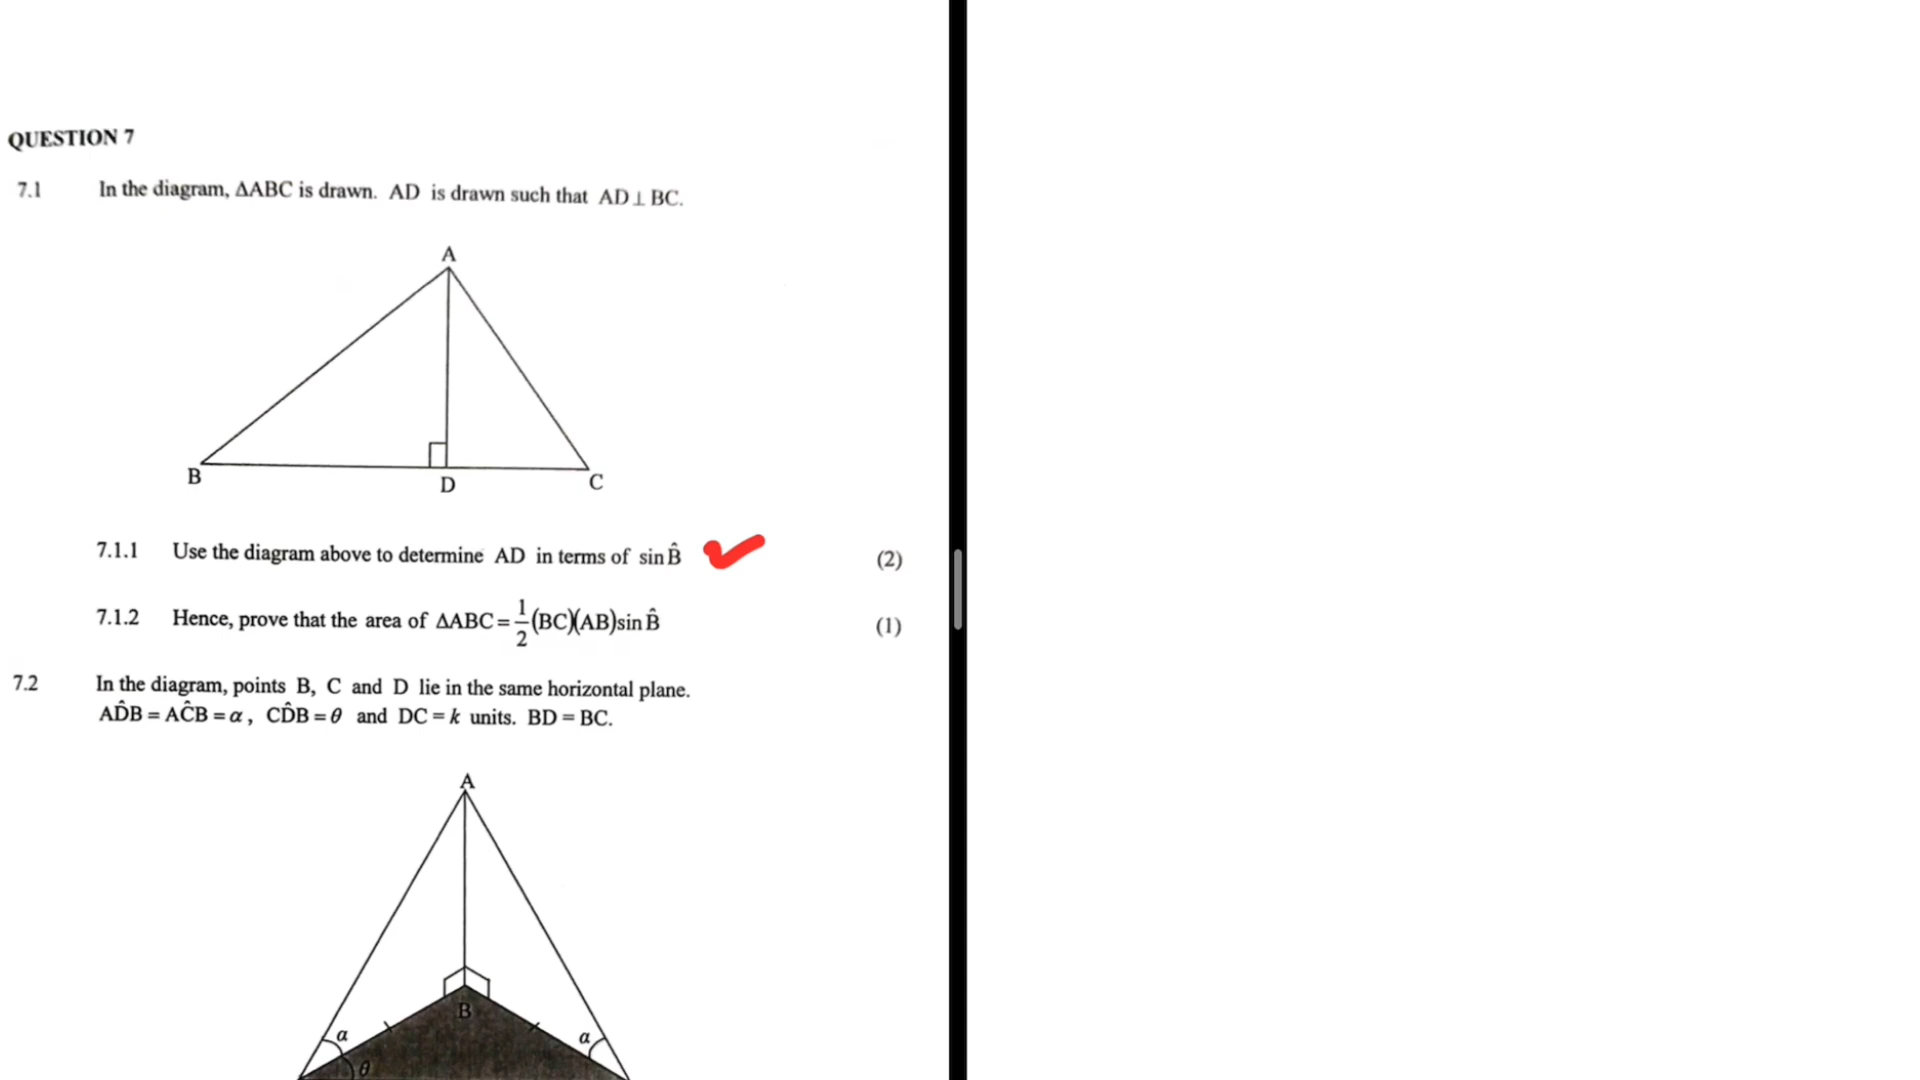 QUESTION 7
7.1 In the diagram, ΔABC is drawn. AD is drawn such that AD ⊥ BC.
A
B
D
C
7.1.1 Use the diagram above to determine AD in terms of sin B̂ (2)
7.1.2 Hence, prove that the area of ΔABC = 1/2 (BC)(AB) sin B̂ (1)
7.2 In the diagram, points B, C and D lie in the same horizontal plane.
AD̂B = AĈB = α, CD̂B = θ and DC = k units. BD = BC.
A
B
α
α
θ